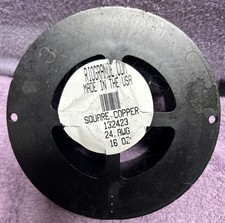 RIOGRANDE.COM
MADE IN THE USA
SQUARE.COPPER
132423
24.AWG
16 OZ